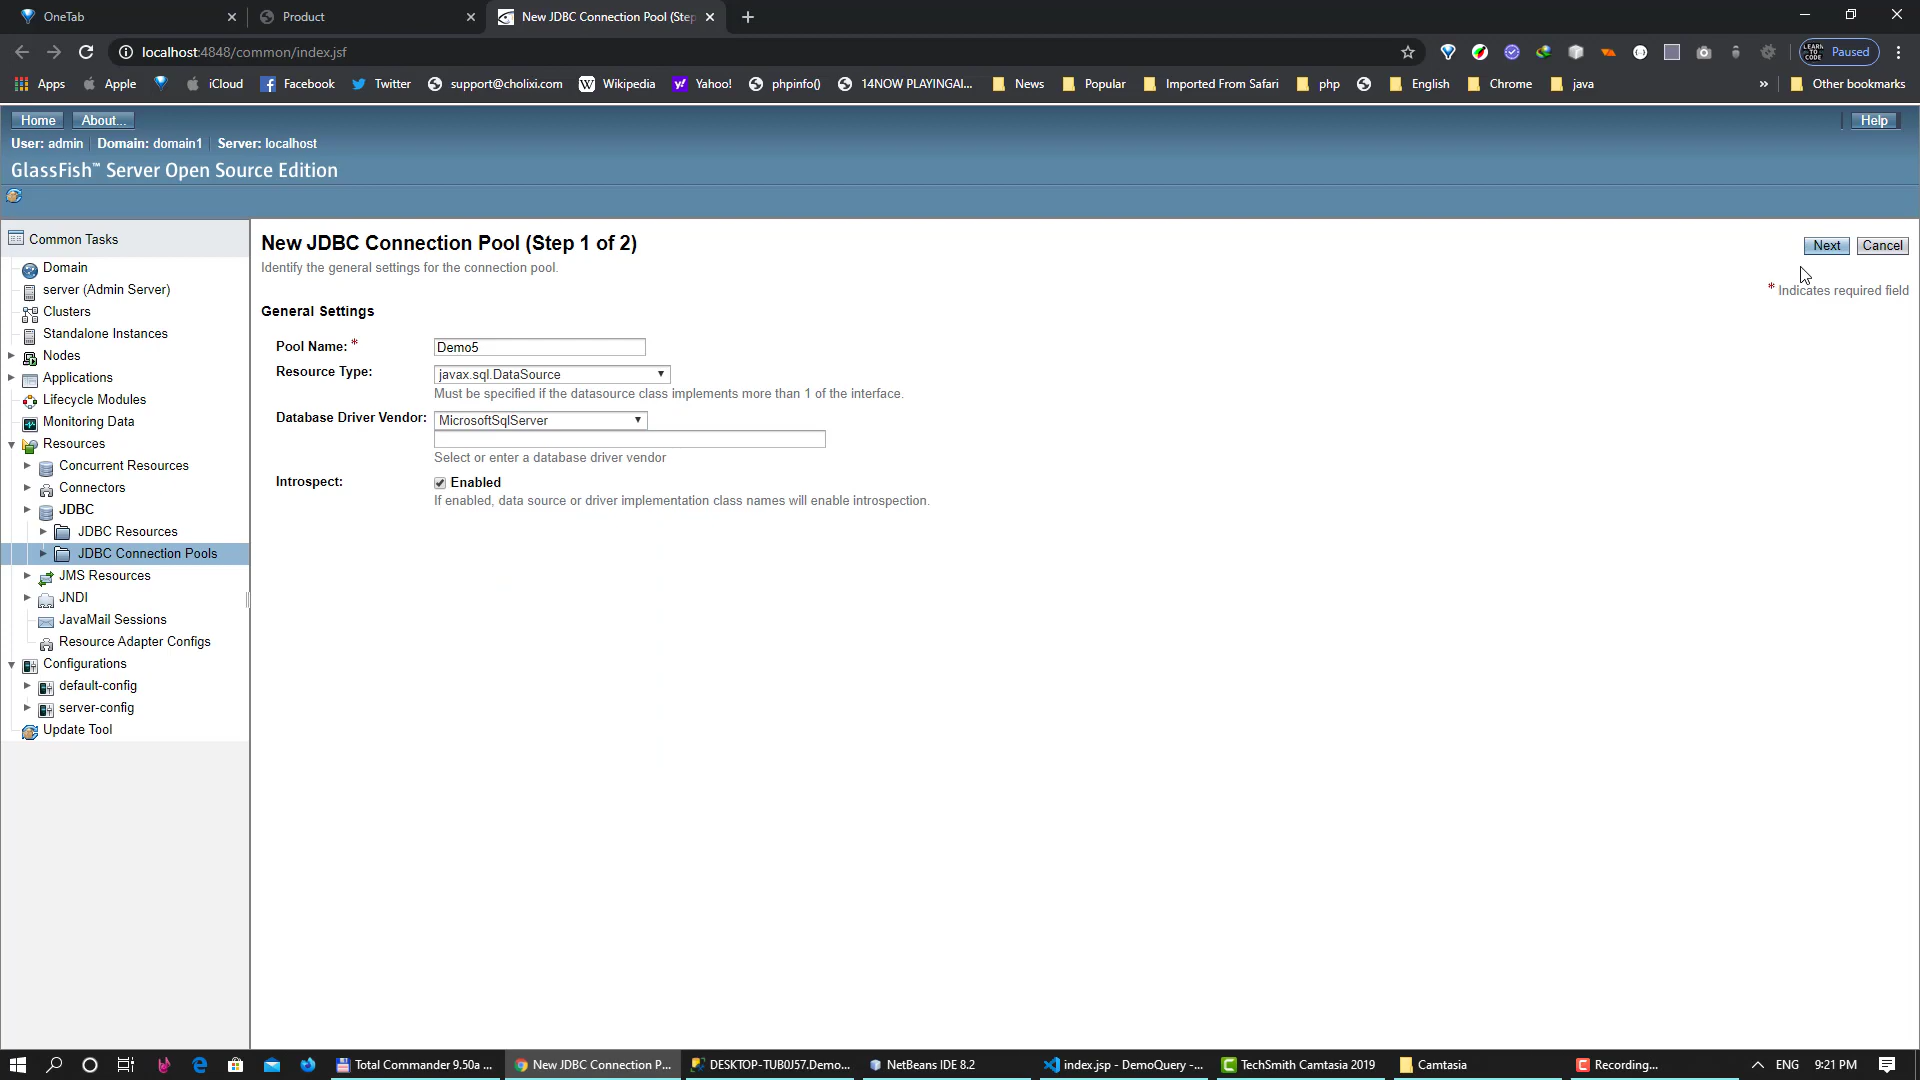 OneTab
Product
New JDBC Connection Pool (Step
localhost:4848/common/index.jsf
LEARN TO CODE Paused
Apps Apple iCloud Facebook Twitter support@cholixi.com Wikipedia Yahoo! phpinfo() 14NOW PLAYINGAI... News Popular Imported From Safari php English Chrome java » Other bookmarks
Home About... Help
User: admin Domain: domain1 Server: localhost
GlassFish™ Server Open Source Edition
Common Tasks
Domain
server (Admin Server)
Clusters
Standalone Instances
Nodes
Applications
Lifecycle Modules
Monitoring Data
Resources
Concurrent Resources
Connectors
JDBC
JDBC Resources
JDBC Connection Pools
JMS Resources
JNDI
JavaMail Sessions
Resource Adapter Configs
Configurations
default-config
server-config
Update Tool
New JDBC Connection Pool (Step 1 of 2)
Next Cancel
Identify the general settings for the connection pool.
* Indicates required field
General Settings
Pool Name: * Demo5
Resource Type: javax.sql.DataSource
Must be specified if the datasource class implements more than 1 of the interface.
Database Driver Vendor: MicrosoftSqlServer
Select or enter a database driver vendor
Introspect: Enabled
If enabled, data source or driver implementation class names will enable introspection.
Total Commander 9.50a ... New JDBC Connection P... DESKTOP-TUB0J57.Demo... NetBeans IDE 8.2 index.jsp - DemoQuery -... TechSmith Camtasia 2019 Camtasia Recording... ENG 9:21 PM